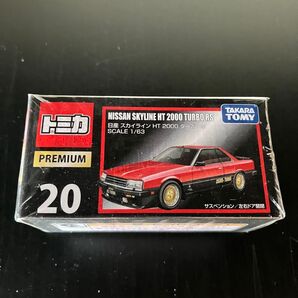 トミカ
PREMIUM
20
NISSAN SKYLINE HT 2000 TURBO RS
日産 スカイライン HT 2000 ターボ
SCALE 1/63
TAKARA
TOMY
サスペンション/左右ドア開閉